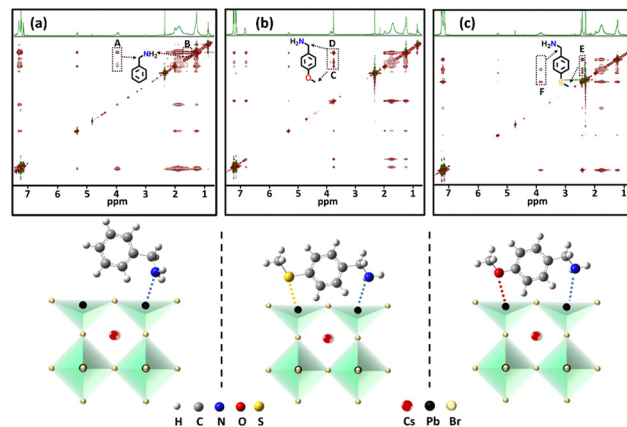 (a)
A
B
NH₂
7 6 5 4 3 2 1
ppm
(b)
H₂N
D
C
O
7 6 5 4 3 2 1
ppm
(c)
H₂N
E
F
S
7 6 5 4 3 2 1
ppm
H C N O S Cs Pb Br